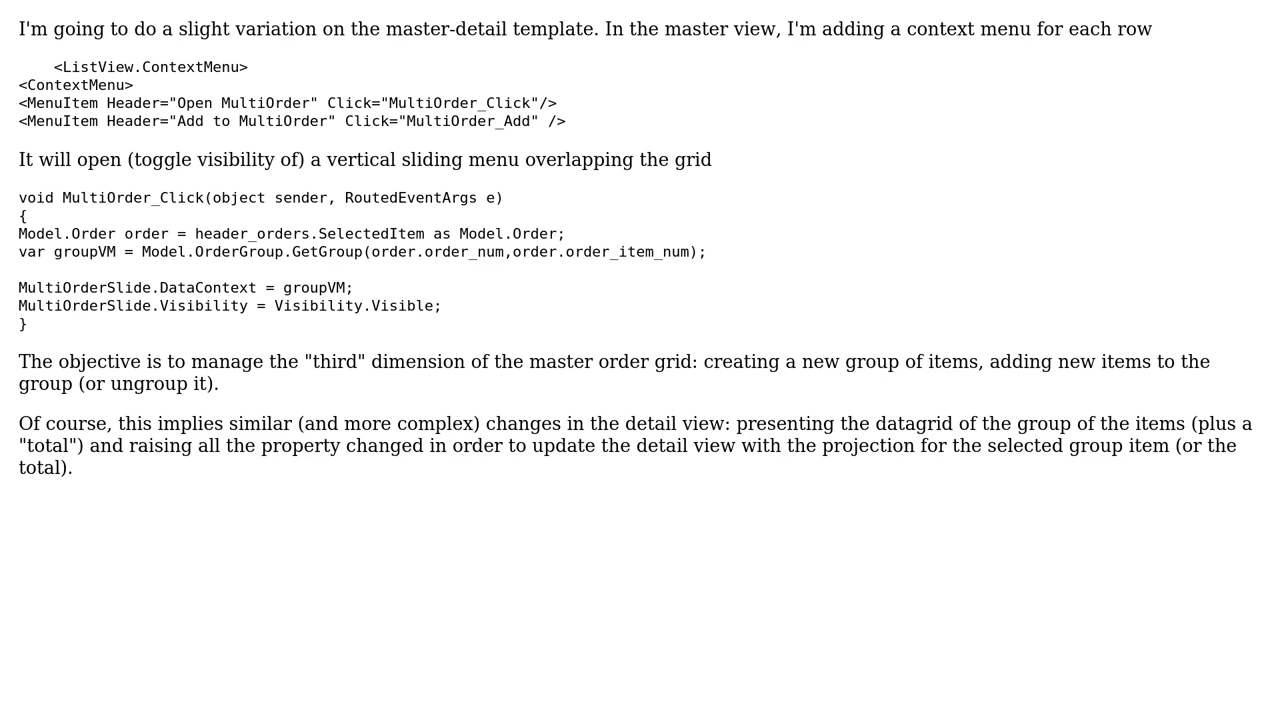 I'm going to do a slight variation on the master-detail template. In the master view, I'm adding a context menu for each row
    <ListView.ContextMenu>
<ContextMenu>
<MenuItem Header="Open MultiOrder" Click="MultiOrder_Click"/>
<MenuItem Header="Add to MultiOrder" Click="MultiOrder_Add" />
It will open (toggle visibility of) a vertical sliding menu overlapping the grid
void MultiOrder_Click(object sender, RoutedEventArgs e)
{
Model.Order order = header_orders.SelectedItem as Model.Order;
var groupVM = Model.OrderGroup.GetGroup(order.order_num,order.order_item_num);
MultiOrderSlide.DataContext = groupVM;
MultiOrderSlide.Visibility = Visibility.Visible;
}
The objective is to manage the "third" dimension of the master order grid: creating a new group of items, adding new items to the
group (or ungroup it).
Of course, this implies similar (and more complex) changes in the detail view: presenting the datagrid of the group of the items (plus a
"total") and raising all the property changed in order to update the detail view with the projection for the selected group item (or the
total).